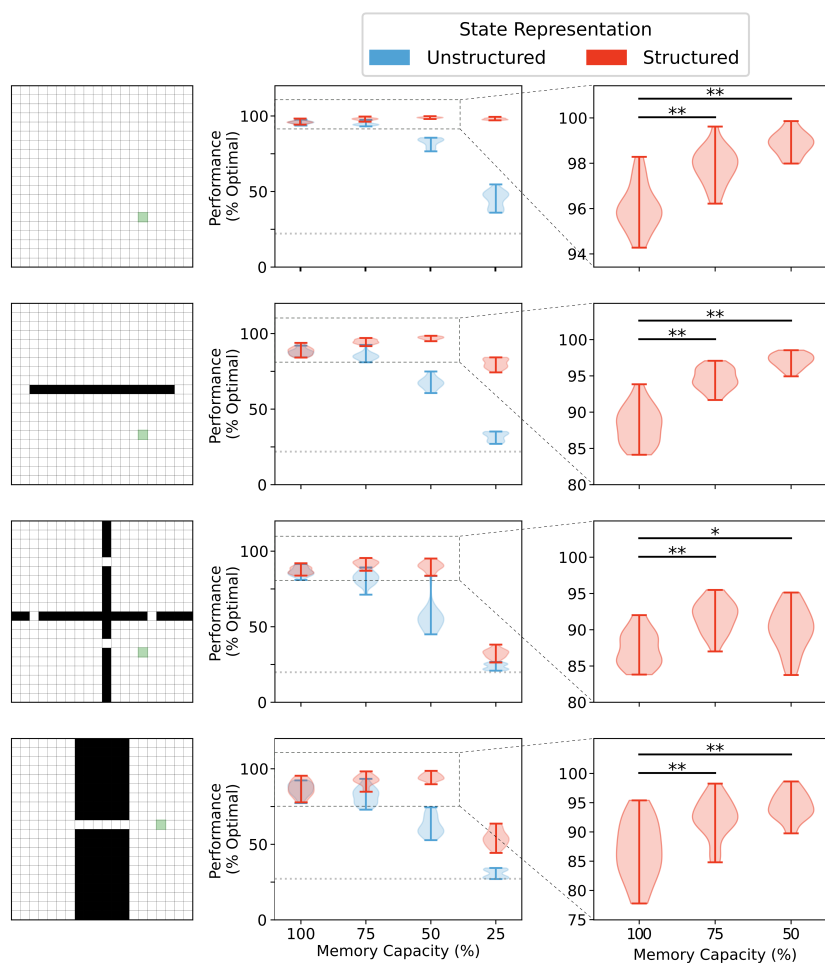 State Representation
Unstructured Structured
Performance
(% Optimal)
100
50
0
**
**
100
98
96
94
Performance
(% Optimal)
100
50
0
**
**
100
95
90
85
80
Performance
(% Optimal)
100
50
0
*
**
100
95
90
85
80
Performance
(% Optimal)
100
50
0
100 75 50 25
Memory Capacity (%)
**
**
100
95
90
85
80
75
100 75 50
Memory Capacity (%)